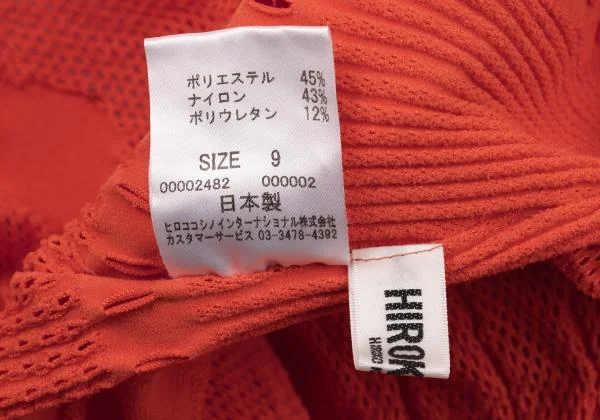 ポリエステル 45%
ナイロン 43%
ポリウレタン 12%
SIZE 9
00002482 000002
日本製
ヒロココシノインターナショナル株式会社
カスタマーサービス 03-3478-4392
HIROK